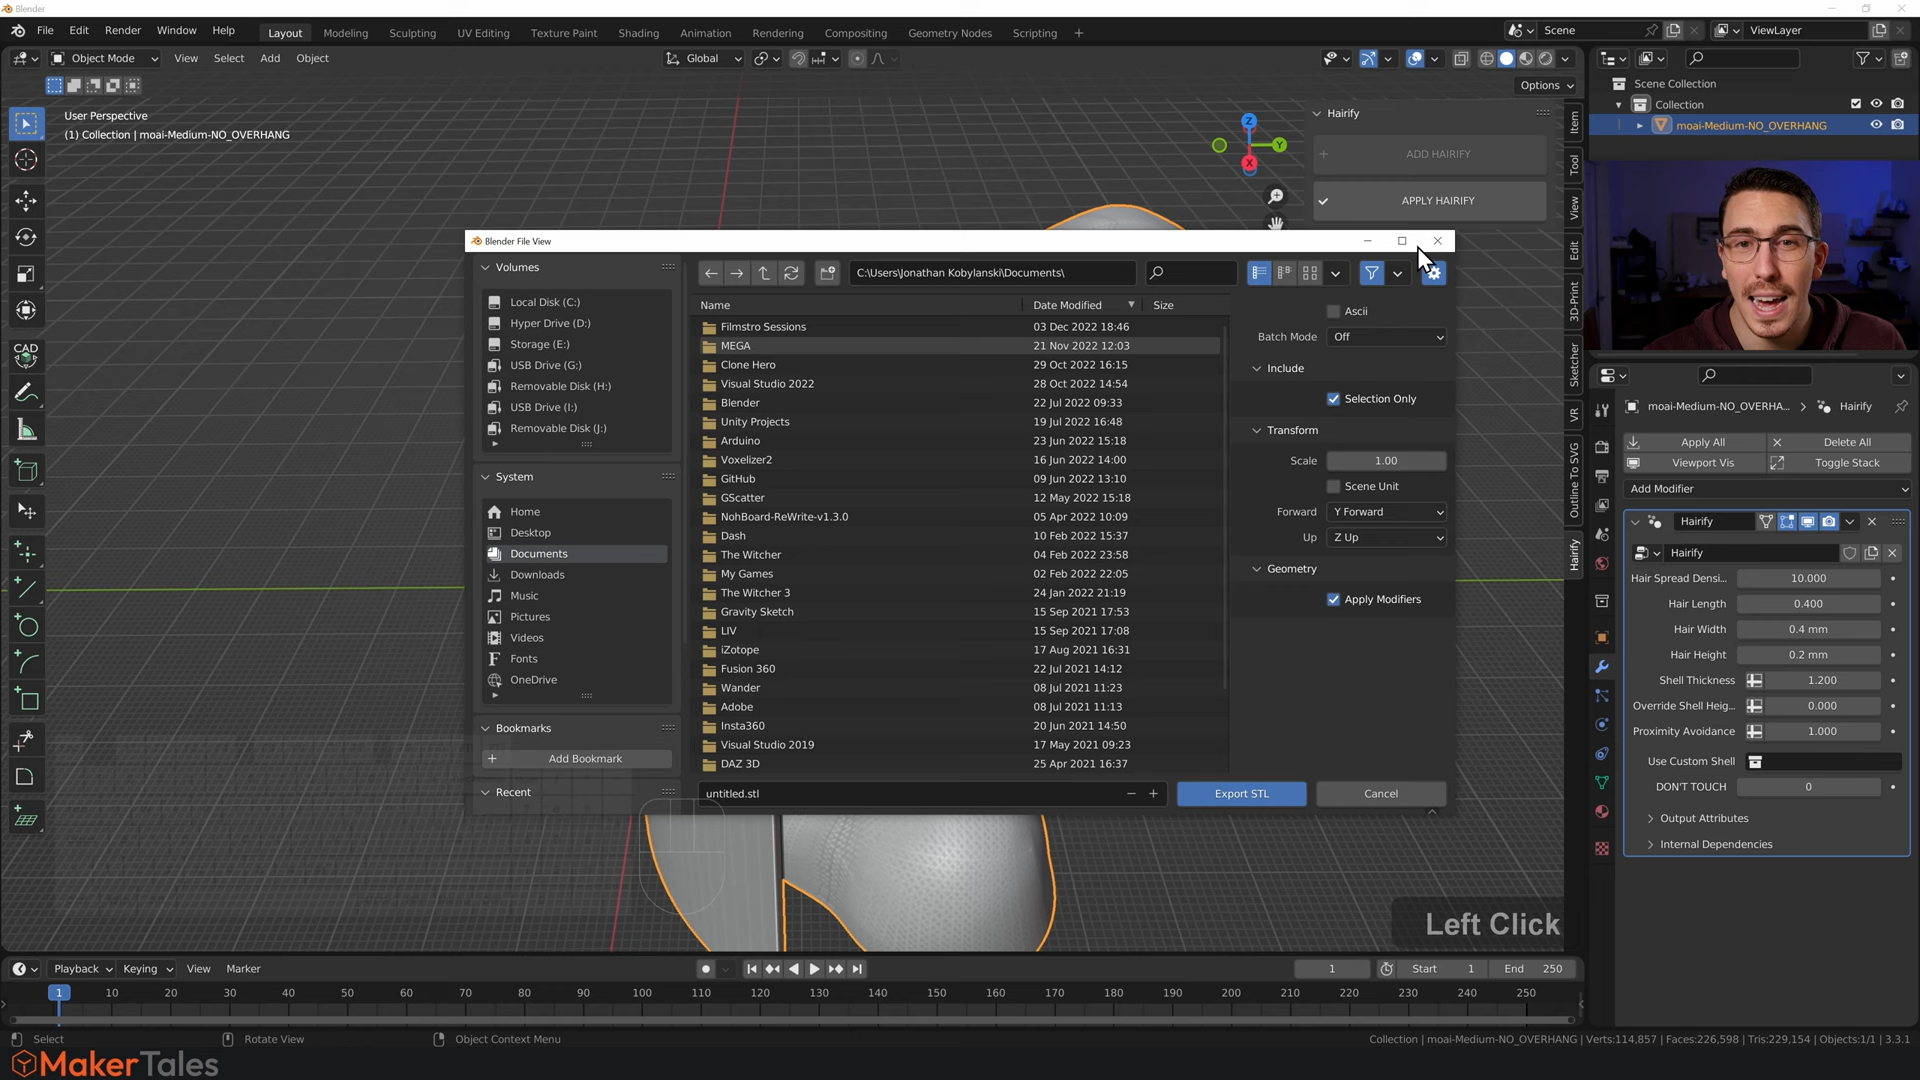 Blender
File Edit Render Window Help Layout Modeling Sculpting UV Editing Texture Paint Shading Animation Rendering Compositing Geometry Nodes Scripting + Scene ViewLayer
Object Mode View Select Add Object Global
Options
User Perspective
(1) Collection | moai-Medium-NO_OVERHANG
Z
Y
X
Hairify
ADD HAIRIFY
APPLY HAIRIFY
Item
Tool
View
Edit
3D-Print
Sketcher
VR
Outline To SVG
Hairify
Scene Collection
Collection
moai-Medium-NO_OVERHANG
CAD
Blender File View
Volumes
Local Disk (C:)
Hyper Drive (D:)
Storage (E:)
USB Drive (G:)
Removable Disk (H:)
USB Drive (I:)
Removable Disk (J:)
System
Home
Desktop
Documents
Downloads
Music
Pictures
Videos
Fonts
OneDrive
Bookmarks
Add Bookmark
Recent
C:\Users\Jonathan Kobylanski\Documents\
Name Date Modified Size
Filmstro Sessions 03 Dec 2022 18:46
MEGA 21 Nov 2022 12:03
Clone Hero 29 Oct 2022 16:15
Visual Studio 2022 28 Oct 2022 14:54
Blender 22 Jul 2022 09:33
Unity Projects 19 Jul 2022 16:48
Arduino 23 Jun 2022 15:18
Voxelizer2 16 Jun 2022 14:00
GitHub 09 Jun 2022 13:10
GScatter 12 May 2022 15:18
NohBoard-ReWrite-v1.3.0 05 Apr 2022 10:09
Dash 10 Feb 2022 15:37
The Witcher 04 Feb 2022 23:58
My Games 02 Feb 2022 22:05
The Witcher 3 24 Jan 2022 21:19
Gravity Sketch 15 Sep 2021 17:53
LIV 15 Sep 2021 17:08
iZotope 17 Aug 2021 16:31
Fusion 360 22 Jul 2021 14:12
Wander 08 Jul 2021 11:23
Adobe 08 Jul 2021 11:13
Insta360 20 Jun 2021 14:50
Visual Studio 2019 17 May 2021 09:23
DAZ 3D 25 Apr 2021 16:37
Ascii
Batch Mode Off
Include
Selection Only
Transform
Scale 1.00
Scene Unit
Forward Y Forward
Up Z Up
Geometry
Apply Modifiers
untitled.stl
Export STL
Cancel
moai-Medium-NO_OVERHA... Hairify
Apply All Delete All
Viewport Vis Toggle Stack
Add Modifier
Hairify
Hairify
Hair Spread Densi... 10.000
Hair Length 0.400
Hair Width 0.4 mm
Hair Height 0.2 mm
Shell Thickness 1.200
Override Shell Heig... 0.000
Proximity Avoidance 1.000
Use Custom Shell
DON'T TOUCH 0
Output Attributes
Internal Dependencies
Left Click
Playback Keying View Marker 1 Start 1 End 250
1 10 20 30 40 50 60 70 80 90 100 110 120 130 140 150 160 170 180 190 200 210 220 230 240 250
Select Rotate View Object Context Menu
Collection | moai-Medium-NO_OVERHANG | Verts:114,857 | Faces:226,598 | Tris:229,154 | Objects:1/1 | 3.3.1
MakerTales